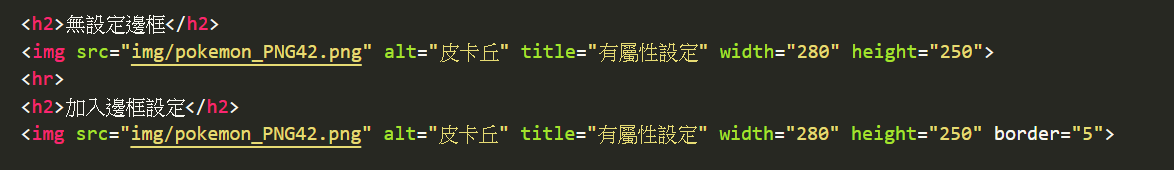 <h2>無設定邊框</h2>
<img src="img/pokemon_PNG42.png" alt="皮卡丘" title="有屬性設定" width="280" height="250">
<hr>
<h2>加入邊框設定</h2>
<img src="img/pokemon_PNG42.png" alt="皮卡丘" title="有屬性設定" width="280" height="250" border="5">